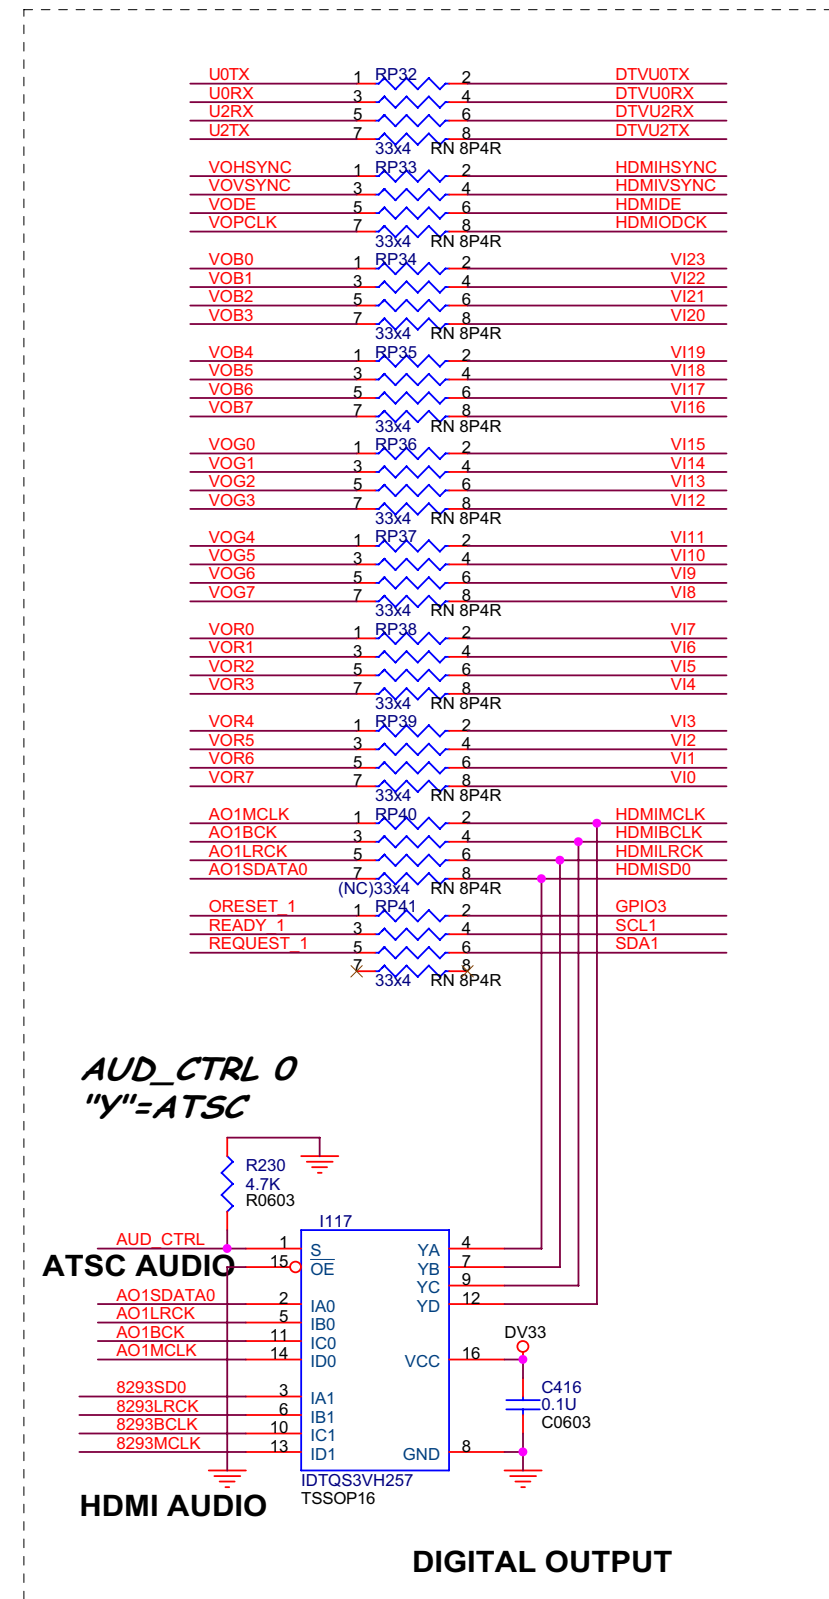 U0TX 1 RP32 2 DTVU0TX
U0RX 3 4 DTVU0RX
U2RX 5 6 DTVU2RX
U2TX 7 8 DTVU2TX
33x4 RN 8P4R
VOHSYNC 1 RP33 2 HDMIHSYNC
VOVSYNC 3 4 HDMIVSYNC
VODE 5 6 HDMIDE
VOPCLK 7 8 HDMIODCK
33x4 RN 8P4R
VOB0 1 RP34 2 VI23
VOB1 3 4 VI22
VOB2 5 6 VI21
VOB3 7 8 VI20
33x4 RN 8P4R
VOB4 1 RP35 2 VI19
VOB5 3 4 VI18
VOB6 5 6 VI17
VOB7 7 8 VI16
33x4 RN 8P4R
VOG0 1 RP36 2 VI15
VOG1 3 4 VI14
VOG2 5 6 VI13
VOG3 7 8 VI12
33x4 RN 8P4R
VOG4 1 RP37 2 VI11
VOG5 3 4 VI10
VOG6 5 6 VI9
VOG7 7 8 VI8
33x4 RN 8P4R
VOR0 1 RP38 2 VI7
VOR1 3 4 VI6
VOR2 5 6 VI5
VOR3 7 8 VI4
33x4 RN 8P4R
VOR4 1 RP39 2 VI3
VOR5 3 4 VI2
VOR6 5 6 VI1
VOR7 7 8 VI0
33x4 RN 8P4R
AO1MCLK 1 RP40 2 HDMIMCLK
AO1BCK 3 4 HDMIBCLK
AO1LRCK 5 6 HDMILRCK
AO1SDATA0 7 8 HDMISD0
(NC)33x4 RN 8P4R
ORESET_1 1 RP41 2 GPIO3
READY_1 3 4 SCL1
REQUEST_1 5 6 SDA1
7 8
33x4 RN 8P4R
AUD_CTRL 0
"Y"=ATSC
R230
4.7K
R0603
I117
AUD_CTRL 1 S YA 4
ATSC AUDIO 15 OE YB 7
YC 9
AO1SDATA0 2 IA0 YD 12
AO1LRCK 5 IB0
AO1BCK 11 IC0
AO1MCLK 14 ID0 VCC 16
DV33
8293SD0 3 IA1
8293LRCK 6 IB1
8293BCLK 10 IC1
8293MCLK 13 ID1 GND 8
C416
0.1U
C0603
IDTQS3VH257
TSSOP16
HDMI AUDIO
DIGITAL OUTPUT